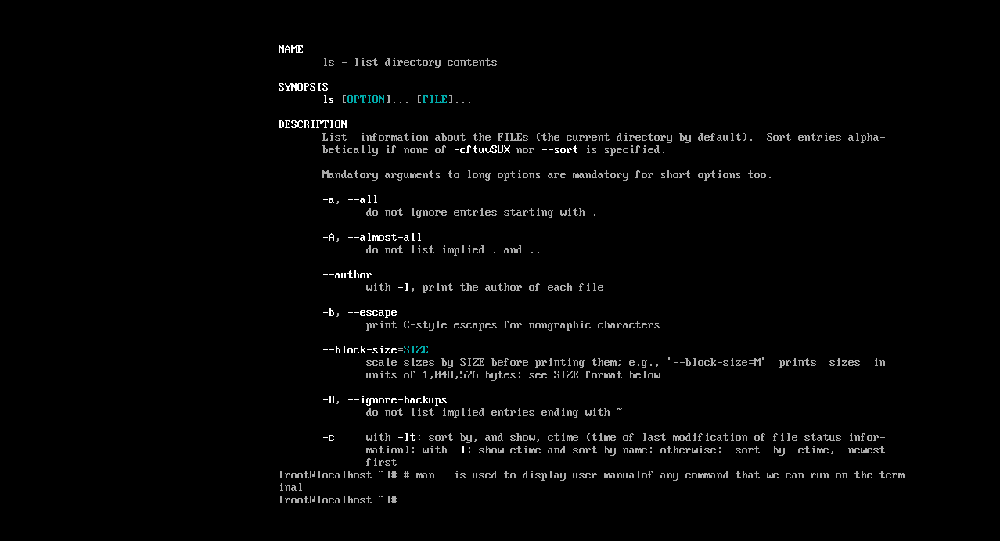 NAME
ls - list directory contents
SYNOPSIS
ls [OPTION]... [FILE]...
DESCRIPTION
List  information about the FILEs (the current directory by default).  Sort entries alpha-
betically if none of -cftuvSUX nor --sort is specified.
Mandatory arguments to long options are mandatory for short options too.
-a, --all
do not ignore entries starting with .
-A, --almost-all
do not list implied . and ..
--author
with -l, print the author of each file
-b, --escape
print C-style escapes for nongraphic characters
--block-size=SIZE
scale sizes by SIZE before printing them; e.g., '--block-size=M'  prints  sizes  in
units of 1,048,576 bytes; see SIZE format below
-B, --ignore-backups
do not list implied entries ending with ~
-c     with -lt: sort by, and show, ctime (time of last modification of file status infor-
mation); with -l: show ctime and sort by name; otherwise:  sort  by  ctime,  newest
first
[root@localhost ~]# # man - is used to display user manualof any command that we can run on the term
inal
[root@localhost ~]#